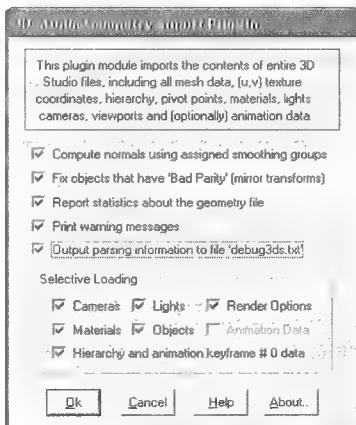 This plugin module imports the contents of entire 3D
Studio files, including all mesh data, (u,v) texture
coordinates, hierarchy, pivot points, materials, lights
cameras, viewports and (optionally) animation data
Compute normals using assigned smoothing groups
Fix objects that have 'Bad Parity' (mirror transforms)
Report statistics about the geometry file
Print warning messages
Output parsing information to file 'debug3ds.txt'
Selective Loading
Cameras Lights Render Options
Materials Objects Animation Data
Hierarchy and animation keyframe # 0 data
Ok Cancel Help About..